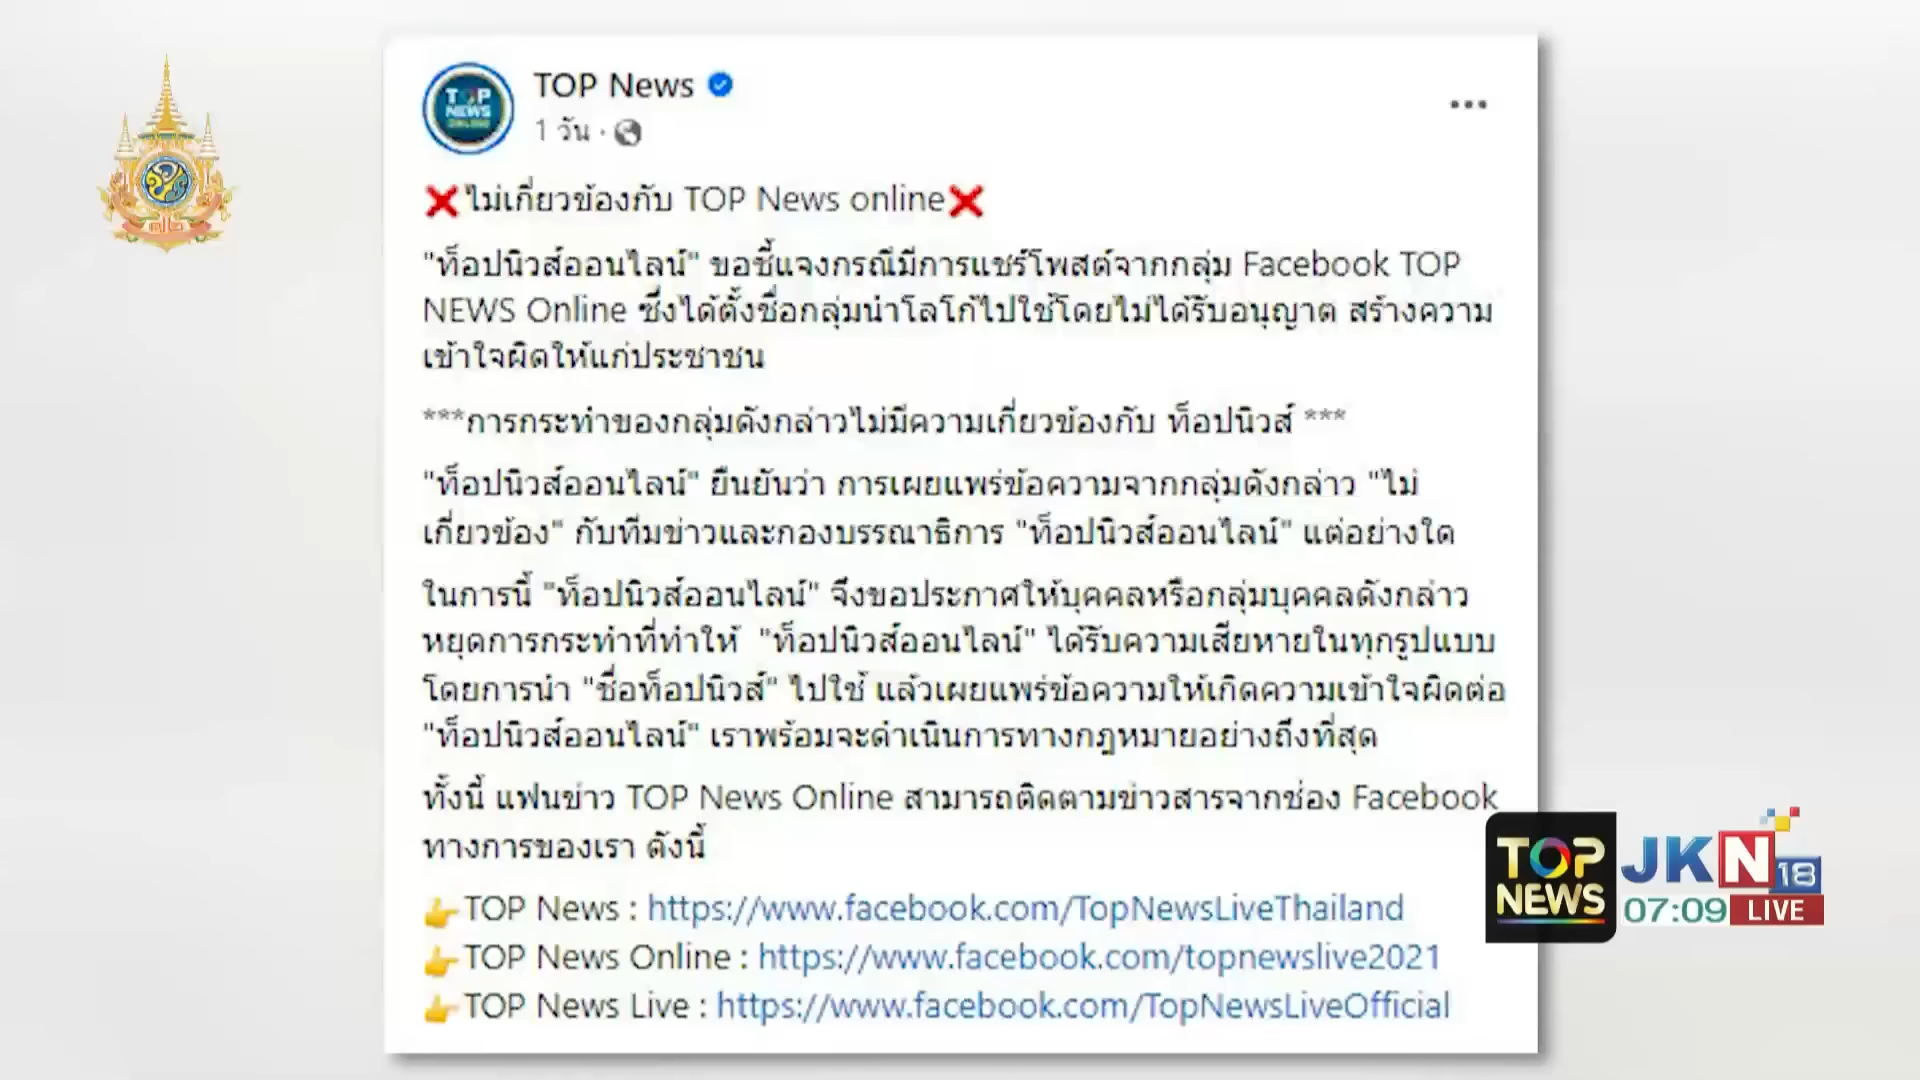 TOP News
1 วัน ·
❌ไม่เกี่ยวข้องกับ TOP News online❌
"ท็อปนิวส์ออนไลน์" ขอชี้แจงกรณีมีการแชร์โพสต์จากกลุ่ม Facebook TOP
NEWS Online ซึ่งได้ตั้งชื่อกลุ่มนำโลโก้ไปใช้โดยไม่ได้รับอนุญาต สร้างความ
เข้าใจผิดให้แก่ประชาชน
***การกระทำของกลุ่มดังกล่าวไม่มีความเกี่ยวข้องกับ ท็อปนิวส์ ***
"ท็อปนิวส์ออนไลน์" ยืนยันว่า การเผยแพร่ข้อความจากกลุ่มดังกล่าว "ไม่
เกี่ยวข้อง" กับทีมข่าวและกองบรรณาธิการ "ท็อปนิวส์ออนไลน์" แต่อย่างใด
ในการนี้ "ท็อปนิวส์ออนไลน์" จึงขอประกาศให้บุคคลหรือกลุ่มบุคคลดังกล่าว
หยุดการกระทำที่ทำให้ "ท็อปนิวส์ออนไลน์" ได้รับความเสียหายในทุกรูปแบบ
โดยการนำ "ชื่อท็อปนิวส์" ไปใช้ แล้วเผยแพร่ข้อความให้เกิดความเข้าใจผิดต่อ
"ท็อปนิวส์ออนไลน์" เราพร้อมจะดำเนินการทางกฎหมายอย่างถึงที่สุด
ทั้งนี้ แฟนข่าว TOP News Online สามารถติดตามข่าวสารจากช่อง Facebook
ทางการของเรา ดังนี้
👉TOP News : https://www.facebook.com/TopNewsLiveThailand
👉TOP News Online : https://www.facebook.com/topnewslive2021
👉TOP News Live : https://www.facebook.com/TopNewsLiveOfficial
TOP
NEWS
ONLINE
TOP
NEWS
JKN 18
07:09 LIVE
๗๒